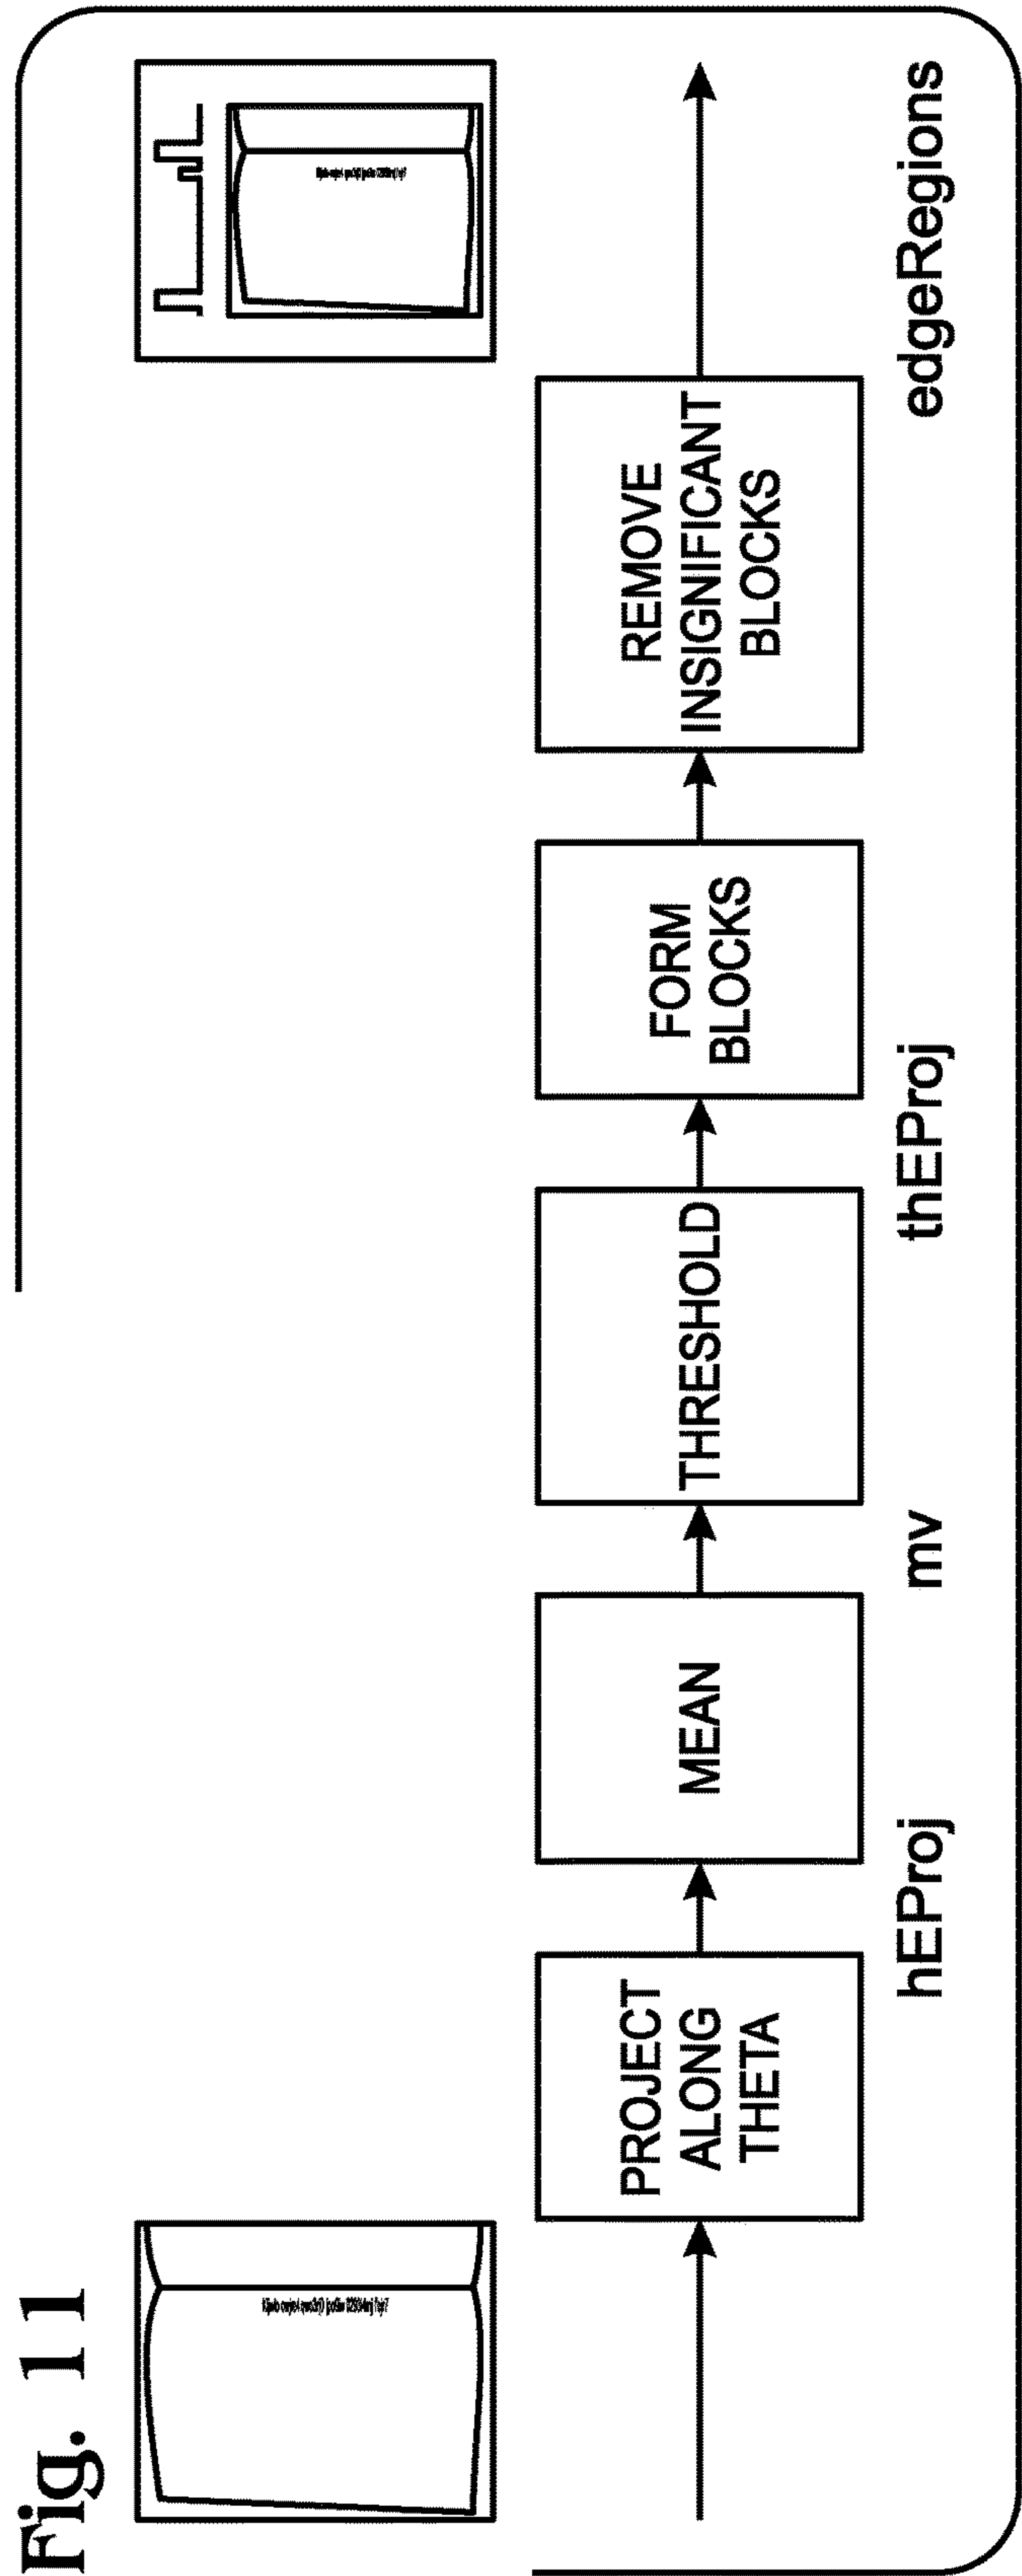 Fig. 11
PROJECT
ALONG
THETA
MEAN
THRESHOLD
FORM
BLOCKS
REMOVE
INSIGNIFICANT
BLOCKS
hEProj
mv
thEProj
edgeRegions